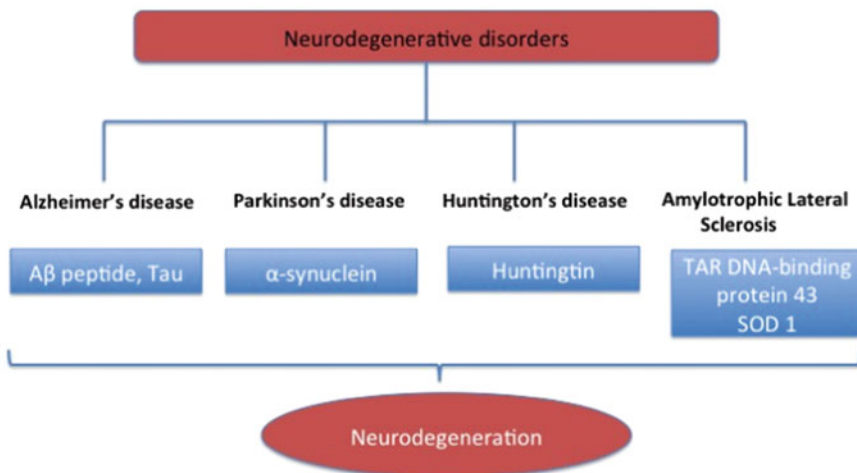 Neurodegenerative disorders
Alzheimer's disease
Parkinson's disease
Huntington's disease
Amylotrophic Lateral
Sclerosis
Aβ peptide, Tau
α-synuclein
Huntingtin
TAR DNA-binding
protein 43
SOD 1
Neurodegeneration